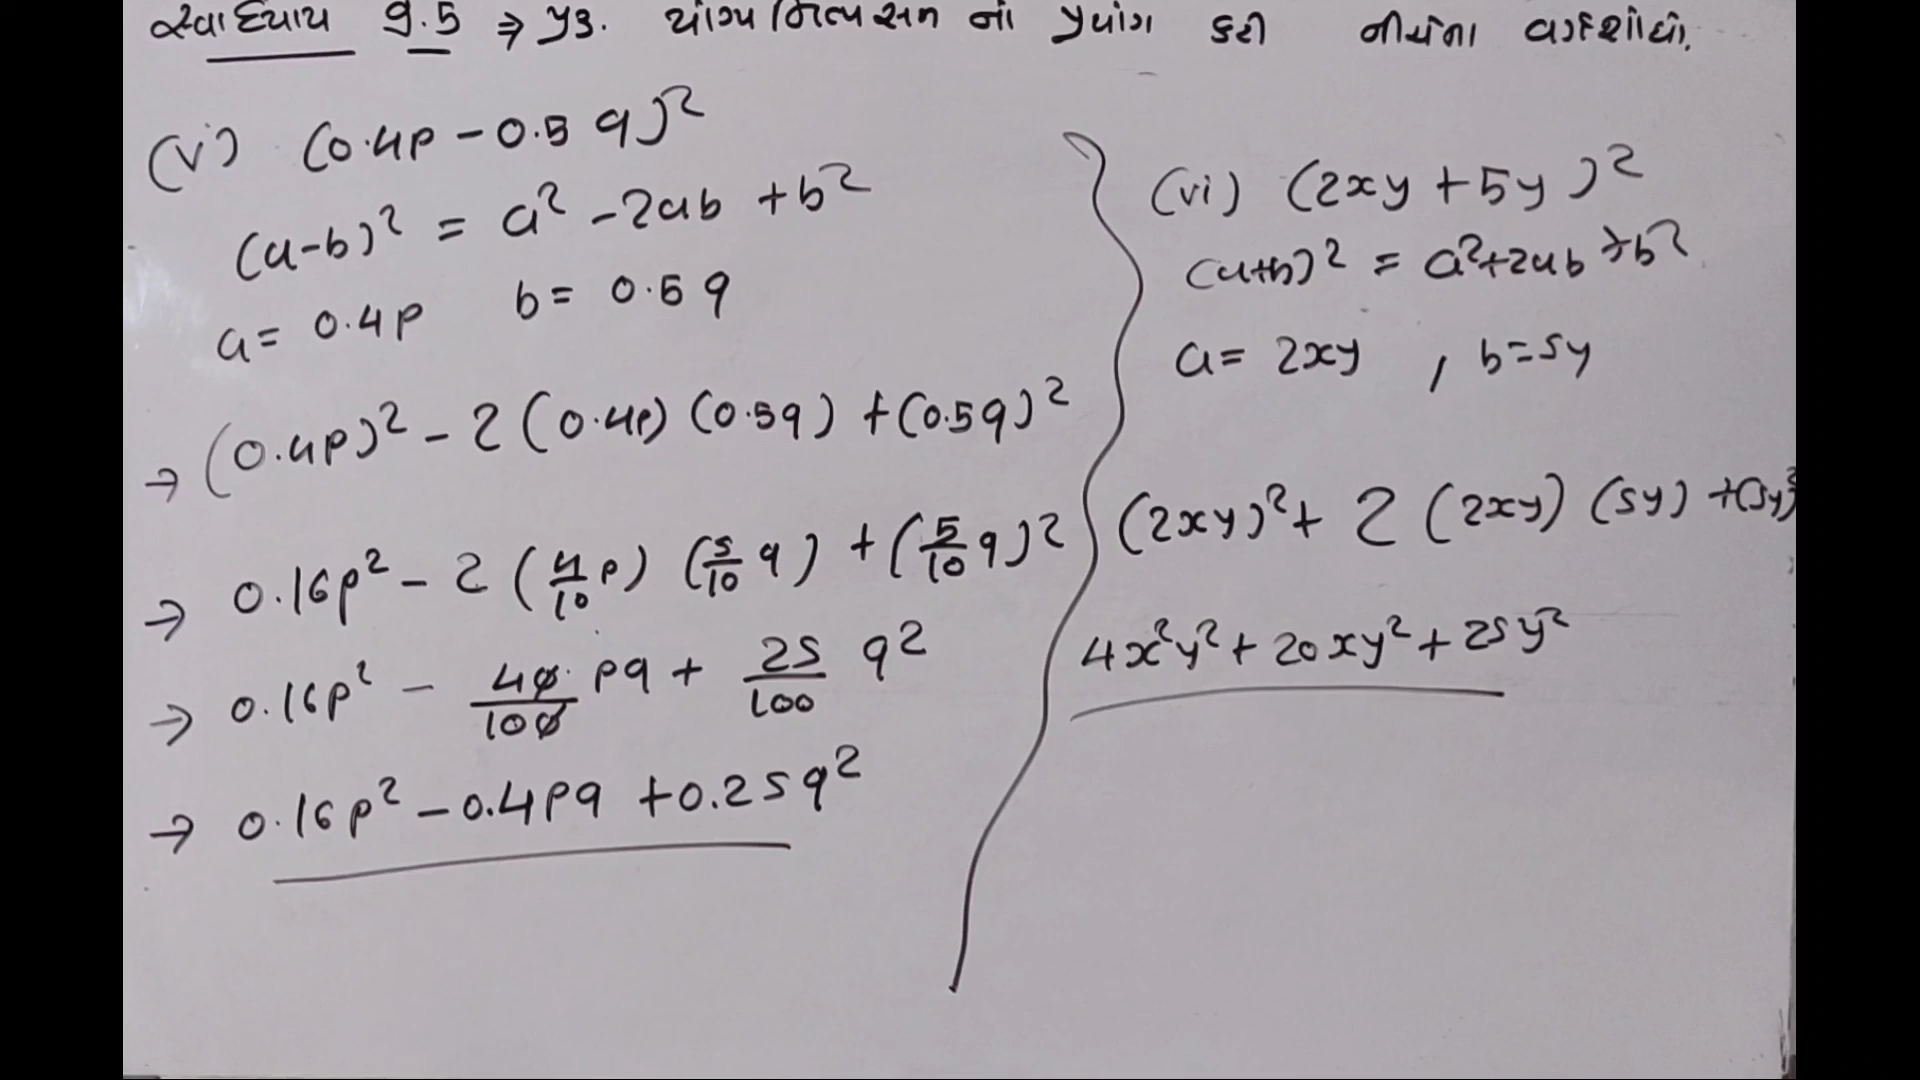 સ્વાધ્યાય 9.5 ⇒ પ્ર૩. યોગ્ય નિત્યસમ નો પ્રયોગ કરી નીચેના વર્ગ શોધો.
(v) (0.4p - 0.5q)²
(a-b)² = a² - 2ab + b²
a = 0.4p b = 0.5q
→ (0.4p)² - 2 (0.4p) (0.5q) + (0.5q)²
→ 0.16p² - 2 (4/10 p) (5/10 q) + (5/10 q)²
→ 0.16p² - 40/100 pq + 25/100 q²
→ 0.16p² - 0.4pq + 0.25q²
(vi) (2xy + 5y)²
(a+b)² = a² + 2ab + b²
a = 2xy , b = 5y
(2xy)² + 2 (2xy) (5y) + (5y)²
4x²y² + 20xy² + 25y²